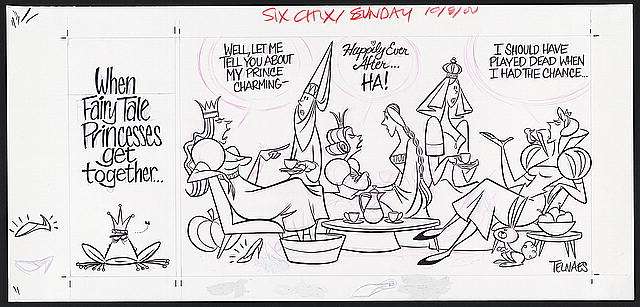 SIX CHIX/ SUNDAY 10/8/00
When
Fairy Tale
Princesses
get
together...
WELL, LET ME
TELL YOU ABOUT
MY PRINCE
CHARMING-
Happily Ever
After...
HA!
I SHOULD HAVE
PLAYED DEAD WHEN
I HAD THE CHANCE...
TELNAES